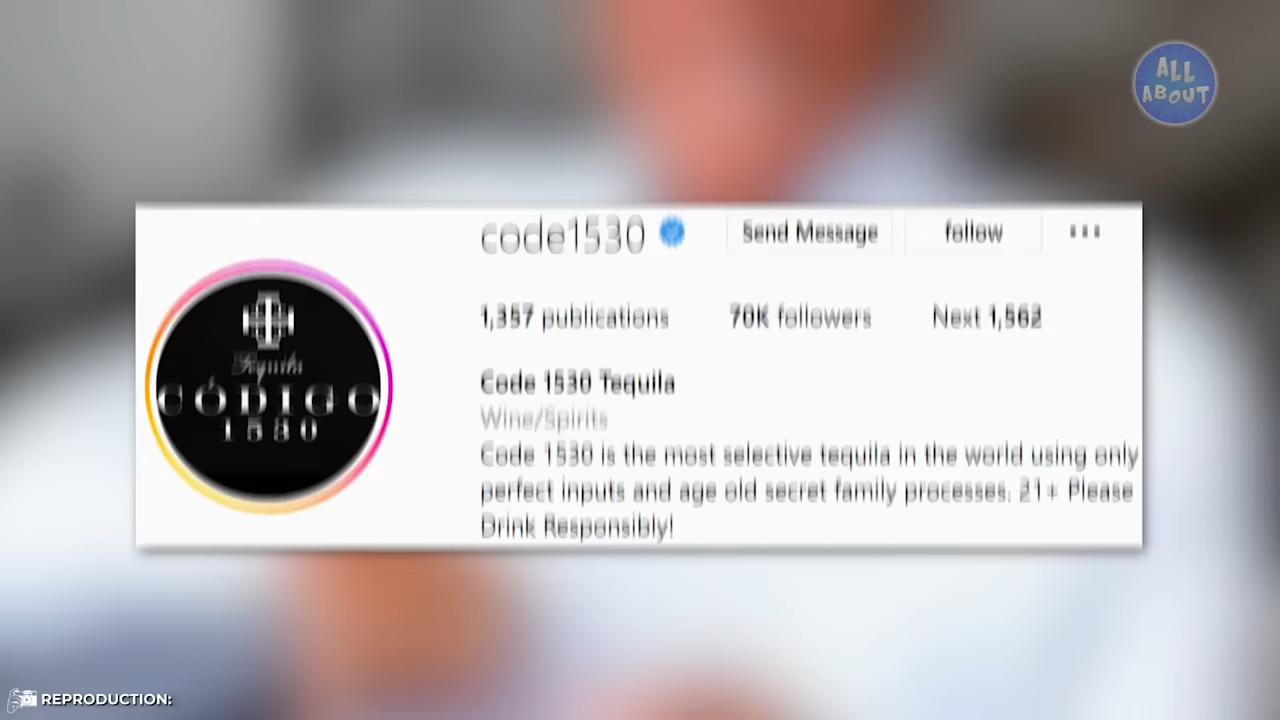 ALL
ABOUT
code1530 Send Message follow
1,357 publications 70K followers Next 1,562
Tequila
CÓDIGO
1530
Code 1530 Tequila
Wine/Spirits
Code 1530 is the most selective tequila in the world using only
perfect inputs and age old secret family processes. 21+ Please
Drink Responsibly!
REPRODUCTION: